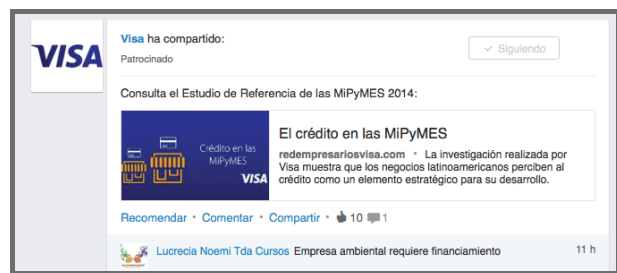 VISA
Visa ha compartido:
Patrocinado
✓ Siguiendo
Consulta el Estudio de Referencia de las MiPyMES 2014:
Crédito en las
MiPyMES
VISA
El crédito en las MiPyMES
redempresariosvisa.com • La investigación realizada por
Visa muestra que los negocios latinoamericanos perciben al
crédito como un elemento estratégico para su desarrollo.
Recomendar • Comentar • Compartir • 10 1
Lucrecia Noemi Tda Cursos Empresa ambiental requiere financiamiento 11 h